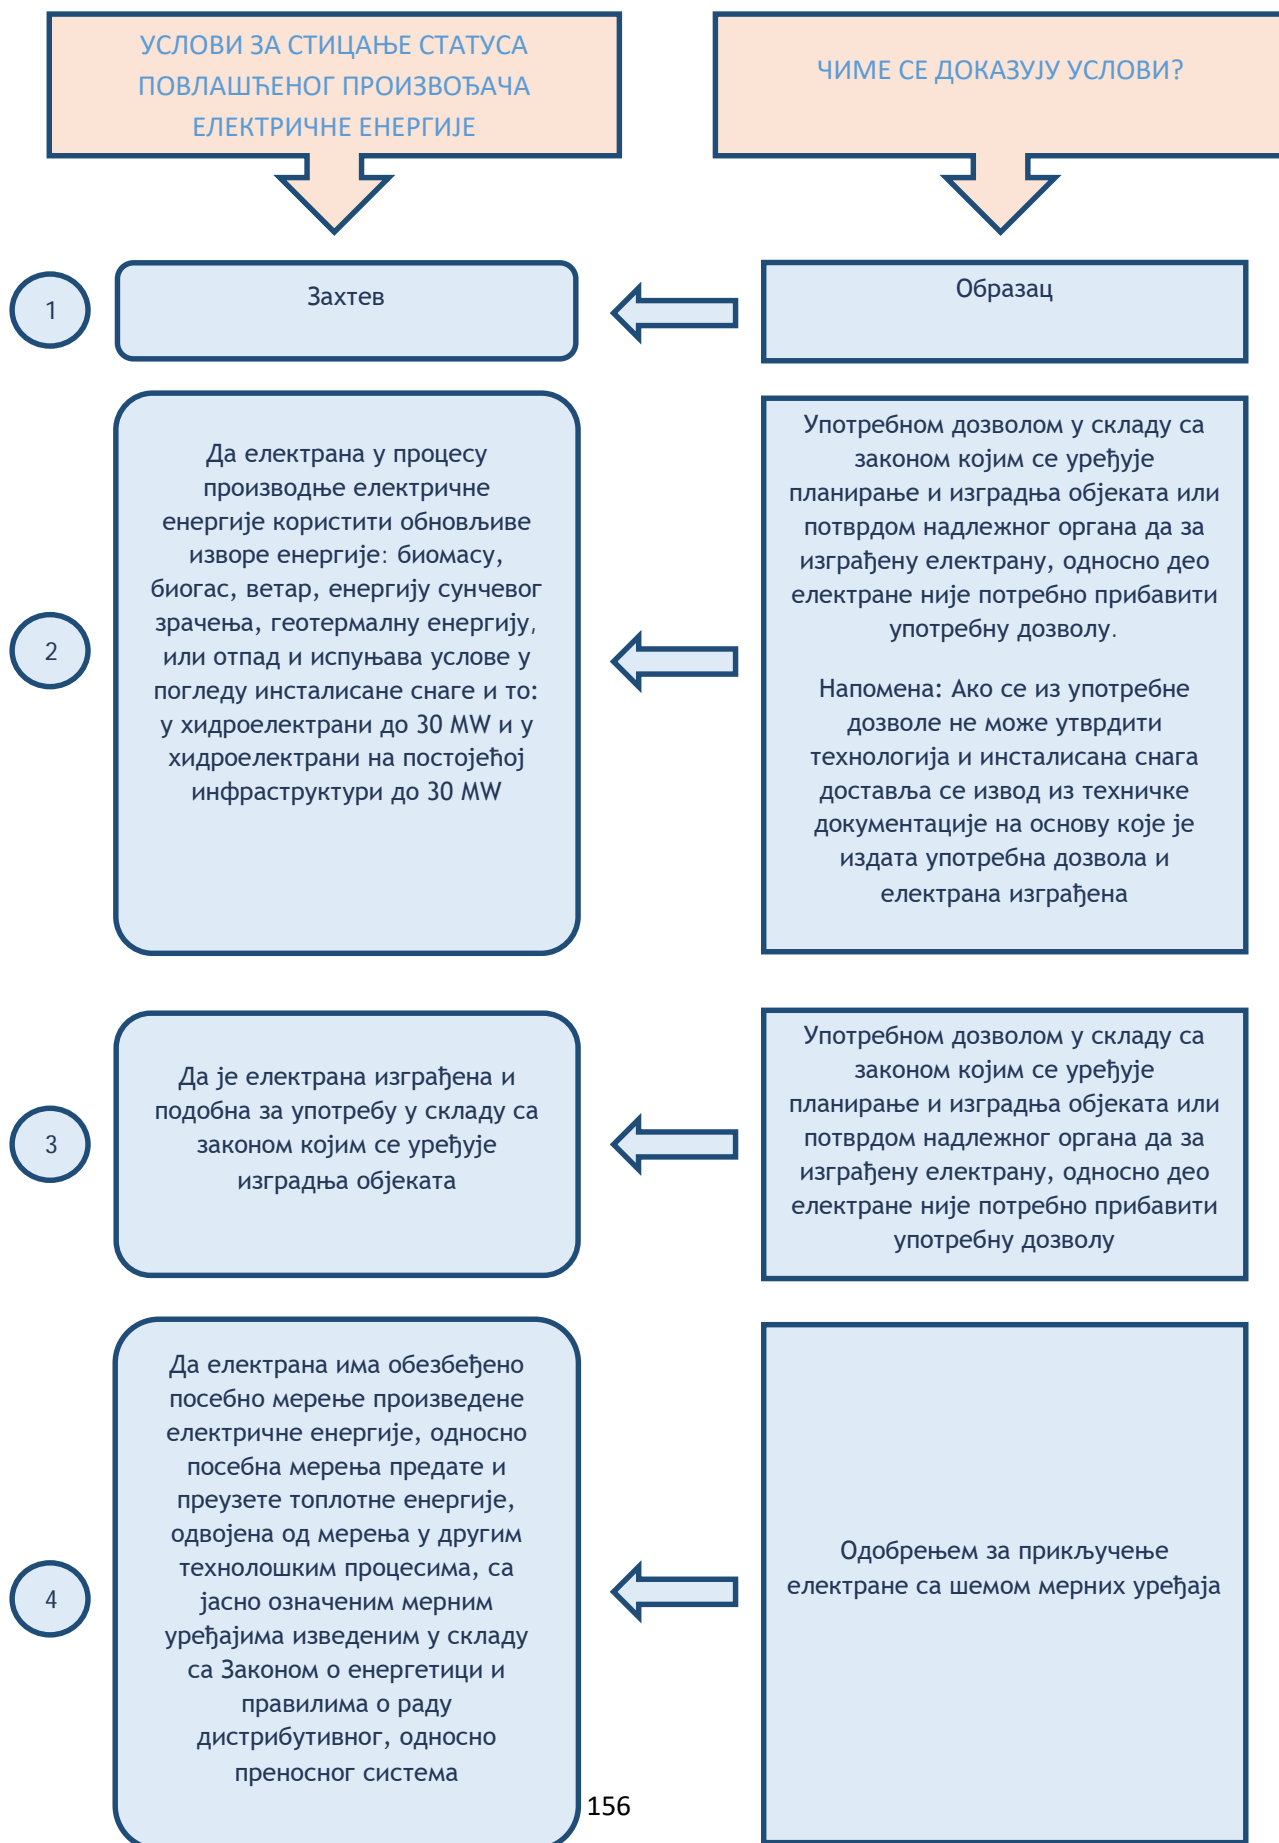 УСЛОВИ ЗА СТИЦАЊЕ СТАТУСА
ПОВЛАШЋЕНОГ ПРОИЗВОЂАЧА
ЕЛЕКТРИЧНЕ ЕНЕРГИЈЕ
ЧИМЕ СЕ ДОКАЗУЈУ УСЛОВИ?
1
Захтев
Образац
2
Да електрана у процесу
производње електричне
енергије користити обновљиве
изворе енергије: биомасу,
биогас, ветар, енергију сунчевог
зрачења, геотермалну енергију,
или отпад и испуњава услове у
погледу инсталисане снаге и то:
у хидроелектрани до 30 MW и у
хидроелектрани на постојећој
инфраструктури до 30 MW
Употребном дозволом у складу са
законом којим се уређује
планирање и изградња објеката или
потврдом надлежног органа да за
изграђену електрану, односно део
електране није потребно прибавити
употребну дозволу.
Напомена: Ако се из употребне
дозволе не може утврдити
технологија и инсталисана снага
доставља се извод из техничке
документације на основу које је
издата употребна дозвола и
електрана изграђена
3
Да је електрана изграђена и
подобна за употребу у складу са
законом којим се уређује
изградња објеката
Употребном дозволом у складу са
законом којим се уређује
планирање и изградња објеката или
потврдом надлежног органа да за
изграђену електрану, односно део
електране није потребно прибавити
употребну дозволу
4
Да електрана има обезбеђено
посебно мерење произведене
електричне енергије, односно
посебна мерења предате и
преузете топлотне енергије,
одвојена од мерења у другим
технолошким процесима, са
јасно означеним мерним
уређајима изведеним у складу
са Законом о енергетици и
правилима о раду
дистрибутивног, односно
преносног система
Одобрењем за прикључење
електране са шемом мерних уређаја
156